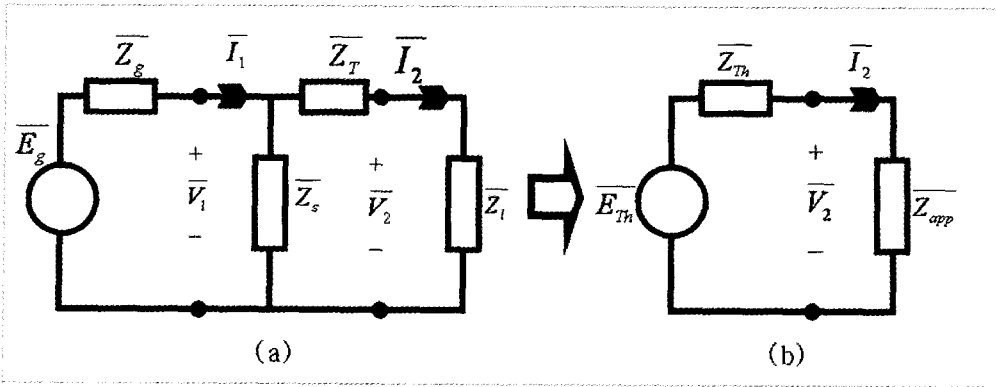 Z_g I_1 Z_T I_2
E_g
+ V_1 −
Z_s
+ V_2 −
Z_l
(a)
Z_Th I_2
E_Th
+ V_2 −
Z_app
(b)